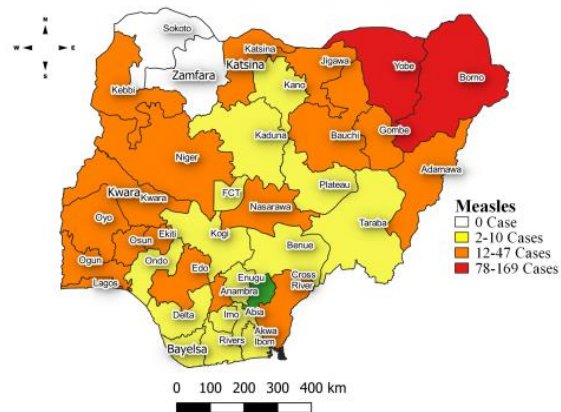 N
W E
S
Sokoto
Katsina
Zamfara
Katsina
Jigawa
Yobe
Borno
Kebbi
Kano
Kaduna
Bauchi
Gombe
Adamawa
Niger
Plateau
FCT
Kwara
Kwara
Nasarawa
Taraba
Oyo
Ekiti
Kogi
Osun
Benue
Ogun
Ondo
Edo
Enugu
Cross
River
Lagos
Anambra
Delta
Imo
Abia
Akwa
Ibom
Bayelsa
Rivers
Measles
0 Case
2-10 Cases
12-47 Cases
78-169 Cases
0 100 200 300 400 km